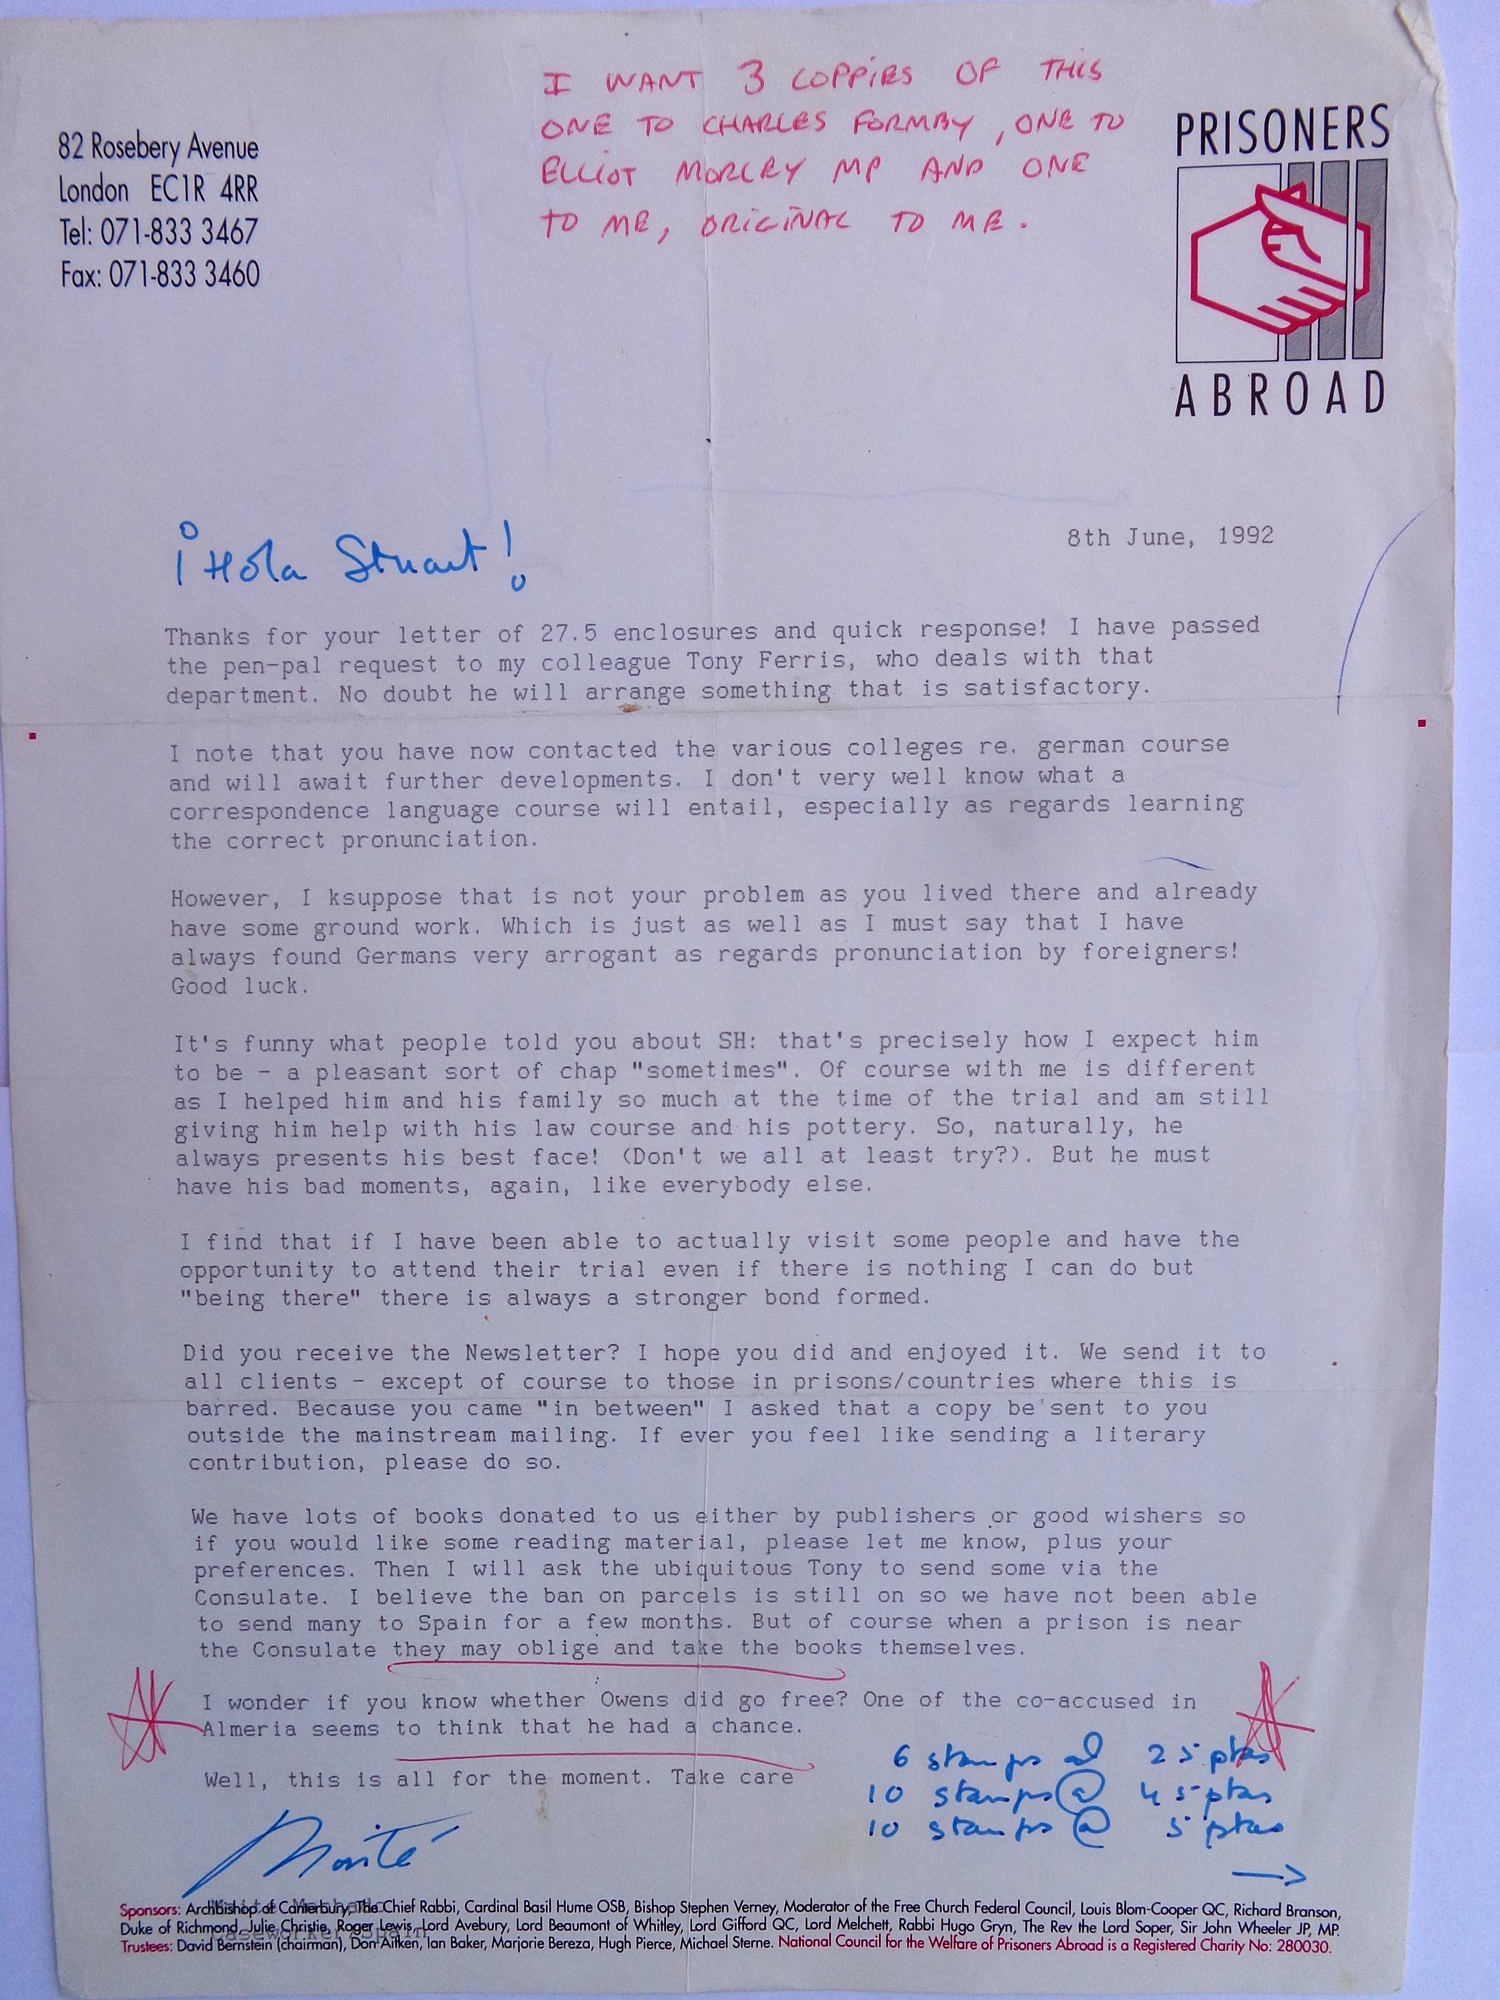 I WANT 3 COPPIES OF THIS
ONE TO CHARLES FORMBY, ONE TO
ELLIOT MORLEY MP AND ONE
TO ME, ORIGINAL TO ME.
82 Rosebery Avenue
London EC1R 4RR
Tel: 071-833 3467
Fax: 071-833 3460
PRISONERS
ABROAD
¡Hola Stuart!
8th June, 1992
Thanks for your letter of 27.5 enclosures and quick response! I have passed
the pen-pal request to my colleague Tony Ferris, who deals with that
department. No doubt he will arrange something that is satisfactory.
I note that you have now contacted the various colleges re. german course
and will await further developments. I don't very well know what a
correspondence language course will entail, especially as regards learning
the correct pronunciation.
However, I ksuppose that is not your problem as you lived there and already
have some ground work. Which is just as well as I must say that I have
always found Germans very arrogant as regards pronunciation by foreigners!
Good luck.
It's funny what people told you about SH: that's precisely how I expect him
to be - a pleasant sort of chap "sometimes". Of course with me is different
as I helped him and his family so much at the time of the trial and am still
giving him help with his law course and his pottery. So, naturally, he
always presents his best face! (Don't we all at least try?). But he must
have his bad moments, again, like everybody else.
I find that if I have been able to actually visit some people and have the
opportunity to attend their trial even if there is nothing I can do but
"being there" there is always a stronger bond formed.
Did you receive the Newsletter? I hope you did and enjoyed it. We send it to
all clients - except of course to those in prisons/countries where this is
barred. Because you came "in between" I asked that a copy be sent to you
outside the mainstream mailing. If ever you feel like sending a literary
contribution, please do so.
We have lots of books donated to us either by publishers or good wishers so
if you would like some reading material, please let me know, plus your
preferences. Then I will ask the ubiquitous Tony to send some via the
Consulate. I believe the ban on parcels is still on so we have not been able
to send many to Spain for a few months. But of course when a prison is near
the Consulate they may oblige and take the books themselves.
I wonder if you know whether Owens did go free? One of the co-accused in
Almeria seems to think that he had a chance.
Well, this is all for the moment. Take care
6 stamps @ 25 ptas
10 stamps @ 45 ptas
10 stamps @ 5 ptas
Maité
Caseworker Spain
Sponsors: Archbishop of Canterbury, The Chief Rabbi, Cardinal Basil Hume OSB, Bishop Stephen Verney, Moderator of the Free Church Federal Council, Louis Blom-Cooper QC, Richard Branson,
Duke of Richmond, Julie Christie, Roger Lewis, Lord Avebury, Lord Beaumont of Whitley, Lord Gifford QC, Lord Melchett, Rabbi Hugo Gryn, The Rev the Lord Soper, Sir John Wheeler JP, MP.
Trustees: David Bernstein (chairman), Don Aitken, Ian Baker, Marjorie Bereza, Hugh Pierce, Michael Sterne. National Council for the Welfare of Prisoners Abroad is a Registered Charity No: 280030.